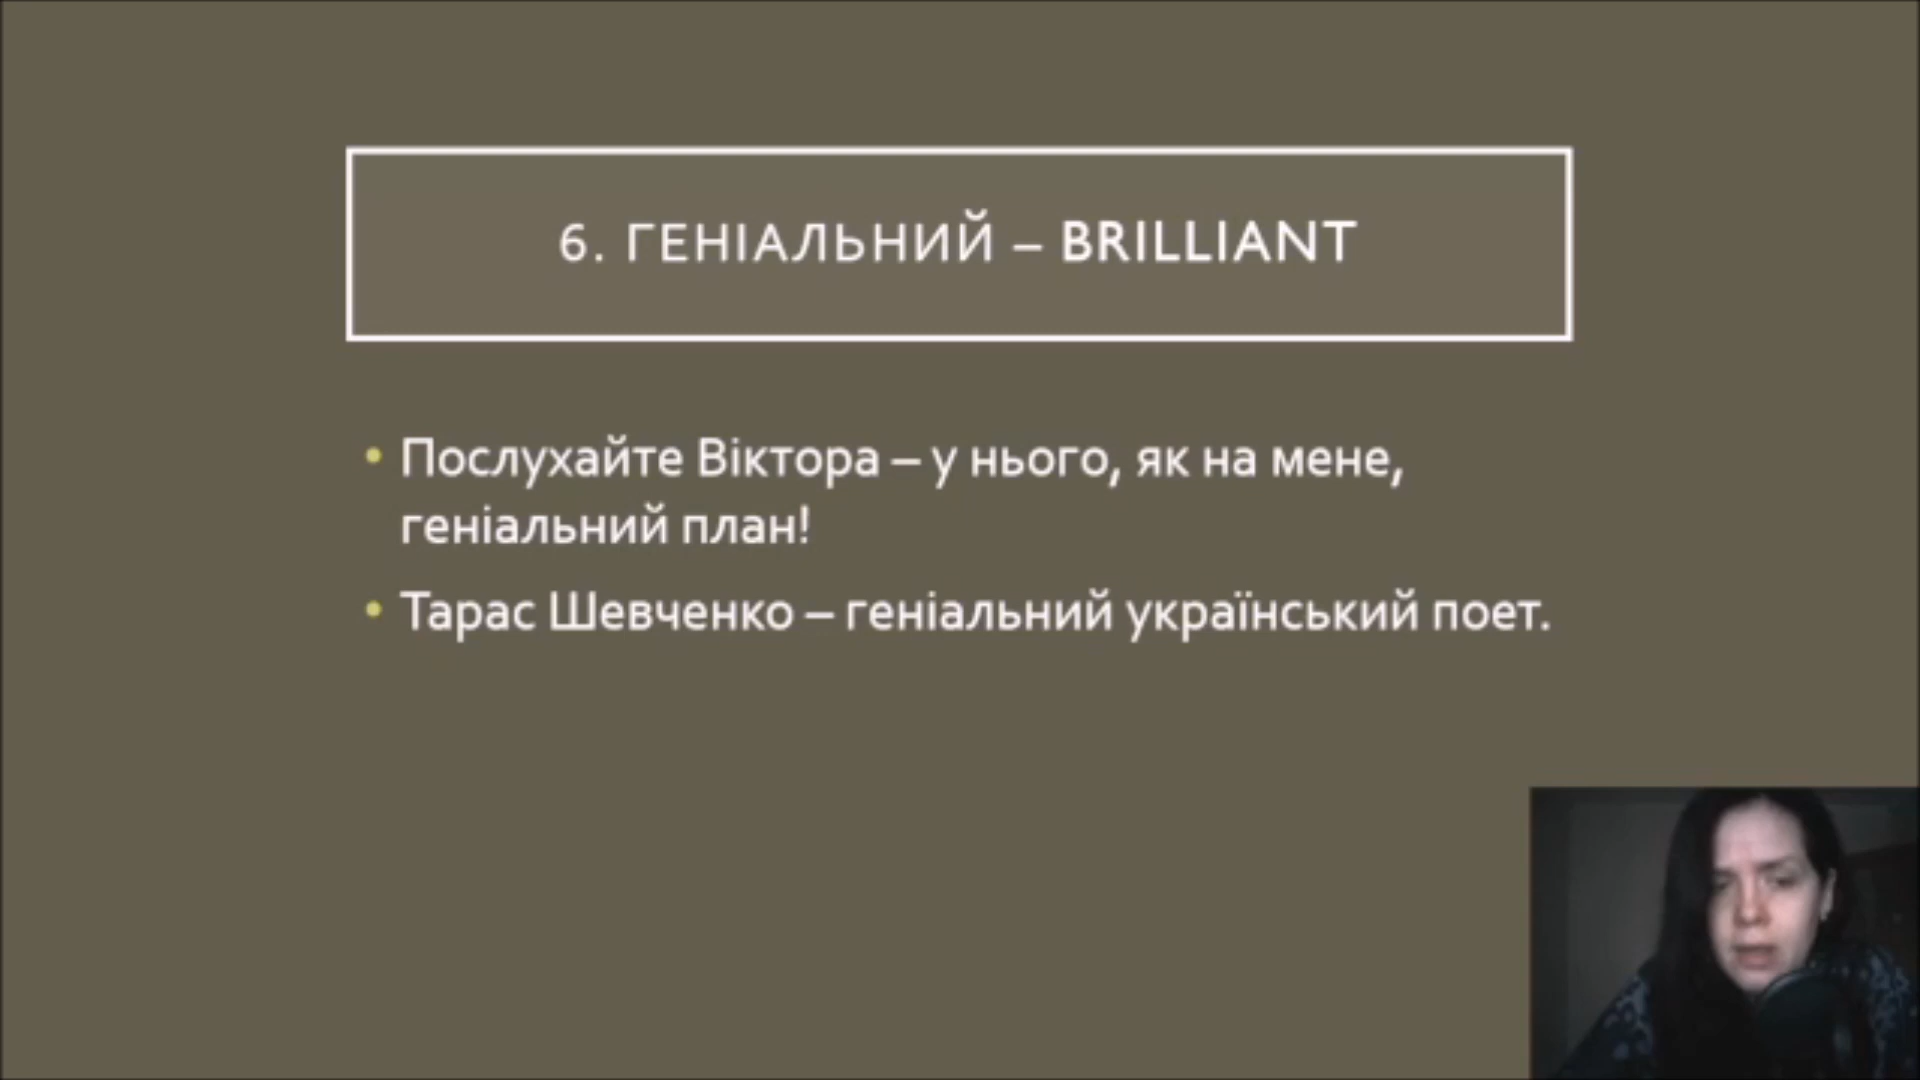 6. ГЕНІАЛЬНИЙ – BRILLIANT
• Послухайте Віктора – у нього, як на мене,
геніальний план!
• Тарас Шевченко – геніальний український поет.